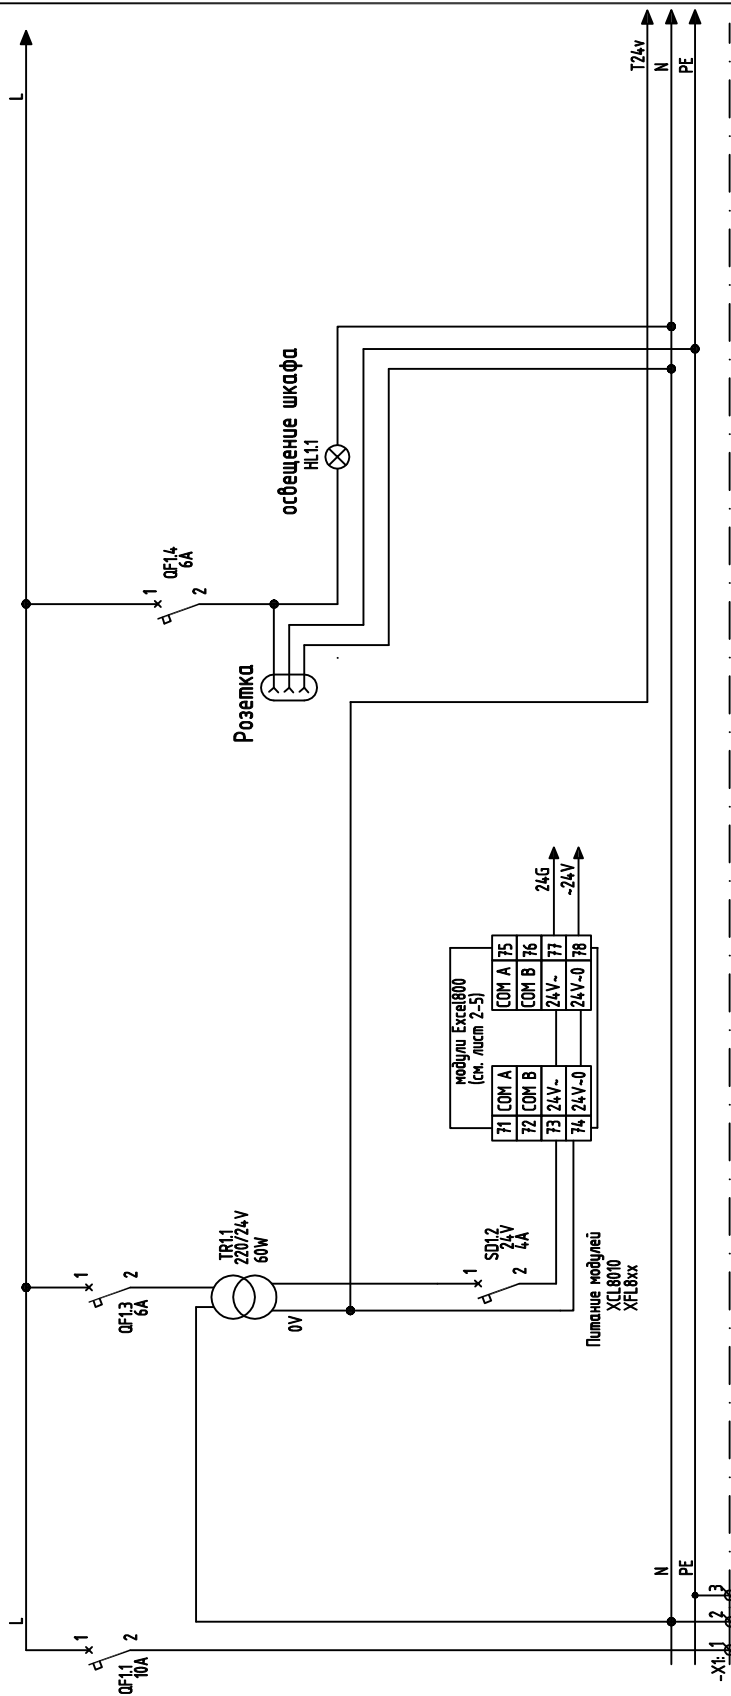 L
QF1.1
10A
1
2
-X1:
1
2
3
N
PE
L
QF1.3
6A
1
2
TR1.1
220/24V
60W
0V
SD1.2
24V
4A
1
2
Питание модулей
XCL8010
XFL8xx
модули Excel800
(см. лист 2-5)
71 COM A
72 COM B
73 24V~
74 24V~0
COM A 75
COM B 76
24V~ 77
24V~0 78
24G
~24V
Розетка
QF1.4
6A
1
2
освещение шкафа
HL1.1
T24v
N
PE